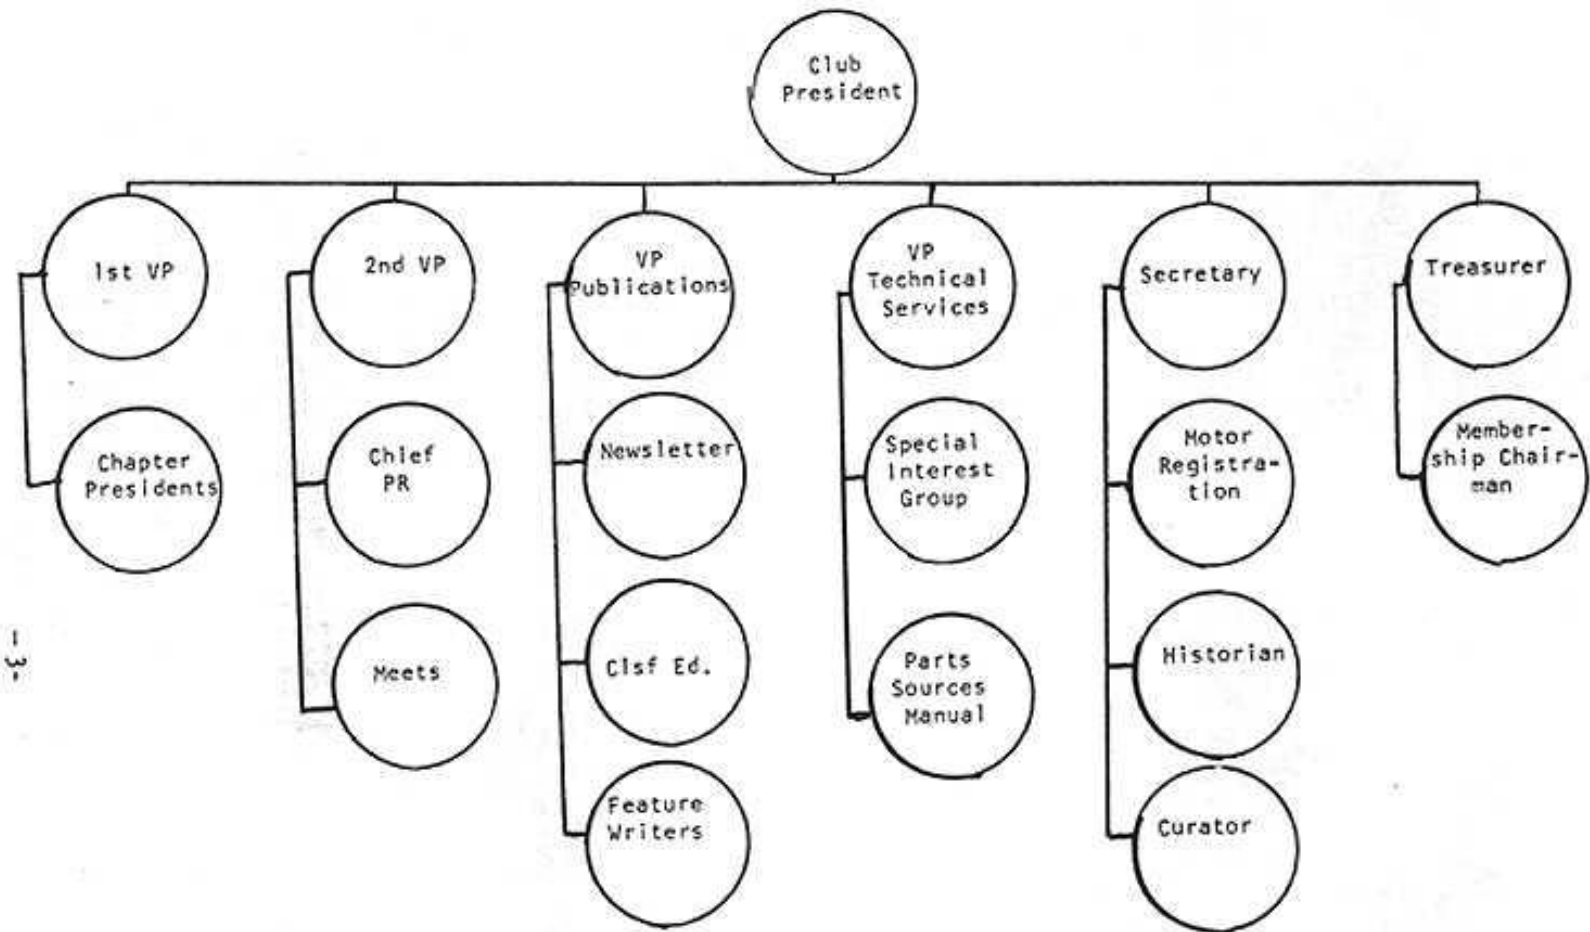 Club
President
1st VP
2nd VP
VP
Publications
VP
Technical
Services
Secretary
Treasurer
Chapter
Presidents
Chief
PR
Newsletter
Special
Interest
Group
Motor
Registra-
tion
Member-
ship Chair-
man
Meets
Clsf Ed.
Parts
Sources
Manual
Historian
Feature
Writers
Curator
-3-